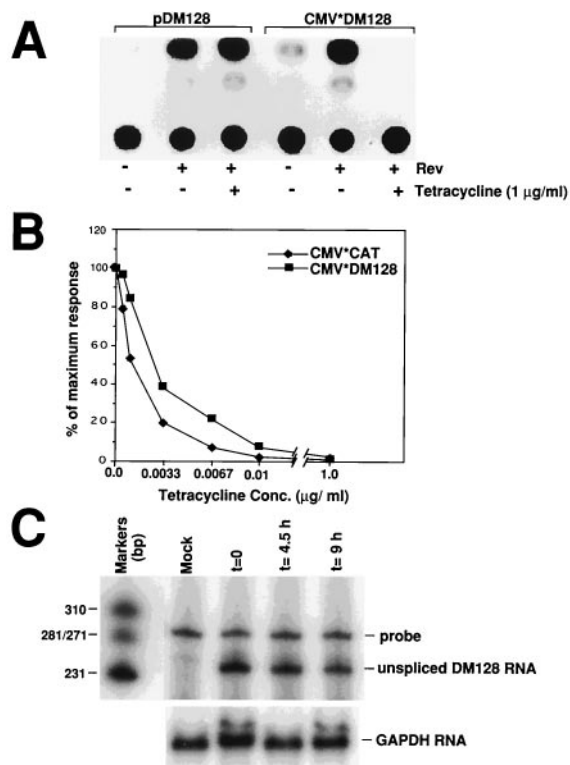 A
pDM128 CMV*DM128
- + + - + + Rev
- - + - - + Tetracycline (1 µg/ml)
B
% of maximum response
120
100
80
60
40
20
0
CMV*CAT
CMV*DM128
0.0 0.0033 0.0067 0.01 1.0
Tetracycline Conc. (µg/ ml)
C
Markers
(bp)
Mock
t=0
t= 4.5 h
t= 9 h
310
281/271
231
probe
unspliced DM128 RNA
GAPDH RNA